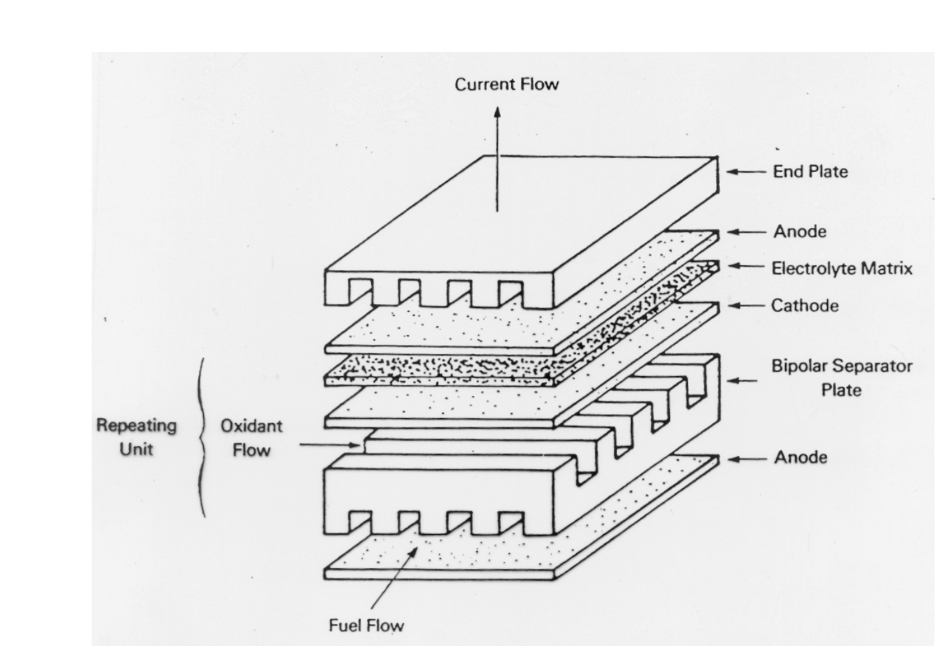 Current Flow
End Plate
Anode
Electrolyte Matrix
Cathode
Bipolar Separator
Plate
Repeating
Unit
Oxidant
Flow
Anode
Fuel Flow